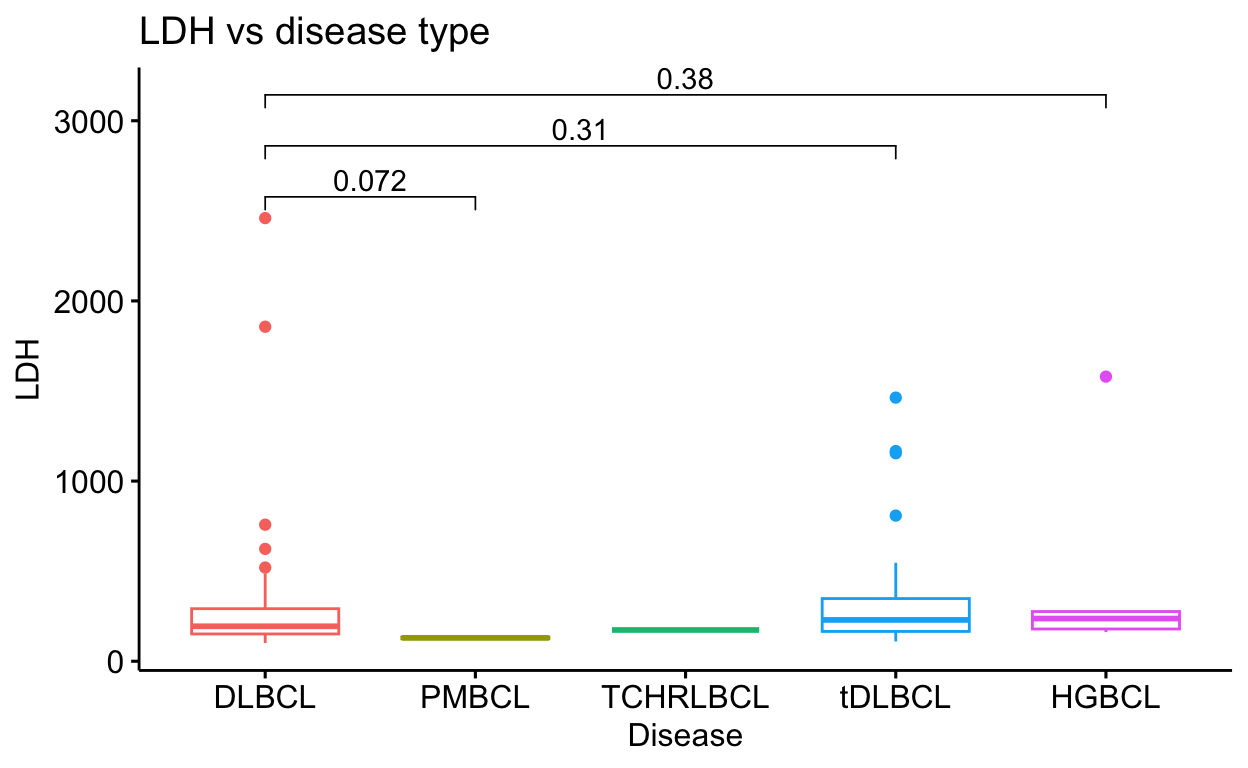 LDH vs disease type
0.38
3000
0.31
0.072
2000
LDH
1000
0
DLBCL PMBCL TCHRLBCL tDLBCL HGBCL
Disease